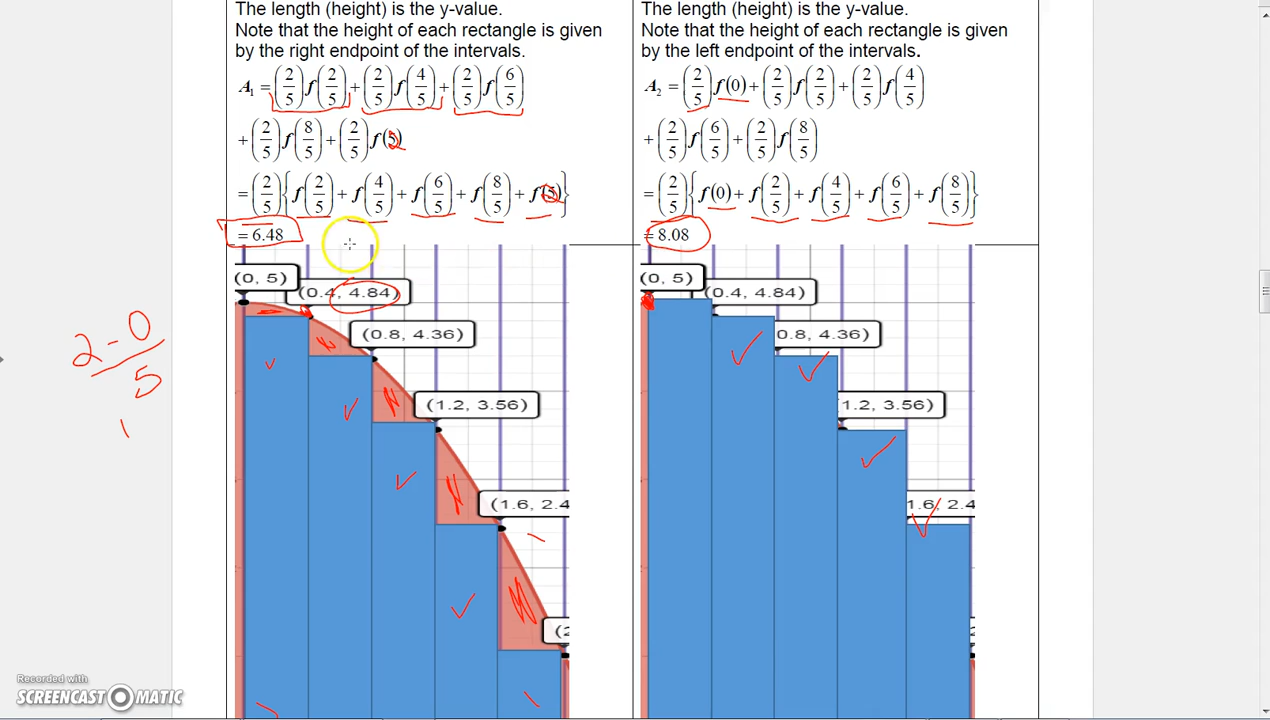 The length (height) is the y-value.
Note that the height of each rectangle is given
by the right endpoint of the intervals.
A₁ = (2/5) f(2/5) + (2/5) f(4/5) + (2/5) f(6/5)
+ (2/5) f(8/5) + (2/5) f(2)
= (2/5) { f(2/5) + f(4/5) + f(6/5) + f(8/5) + f(2) }
= 6.48
(0, 5)
(0.4, 4.84)
(0.8, 4.36)
(1.2, 3.56)
(1.6, 2.4
(2
The length (height) is the y-value.
Note that the height of each rectangle is given
by the left endpoint of the intervals.
A₂ = (2/5) f(0) + (2/5) f(2/5) + (2/5) f(4/5)
+ (2/5) f(6/5) + (2/5) f(8/5)
= (2/5) { f(0) + f(2/5) + f(4/5) + f(6/5) + f(8/5) }
= 8.08
(0, 5)
(0.4, 4.84)
0.8, 4.36)
1.2, 3.56)
1.6, 2.4
2 - 0
5
Recorded with
SCREENCAST-O-MATIC